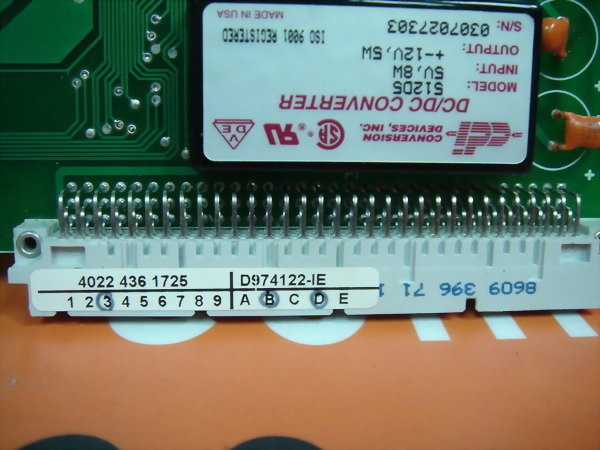 S/N: 0307027303
MADE IN USA
OUTPUT: +-12V,5W
ISO 9001 REGISTERED
INPUT: 5V,8W
MODEL: 512D5
DC/DC CONVERTER
cdi CONVERSION
DEVICES, INC.
4022 436 1725 D974122-IE
1 2 3 4 5 6 7 8 9 A B C D E
8609 396 71